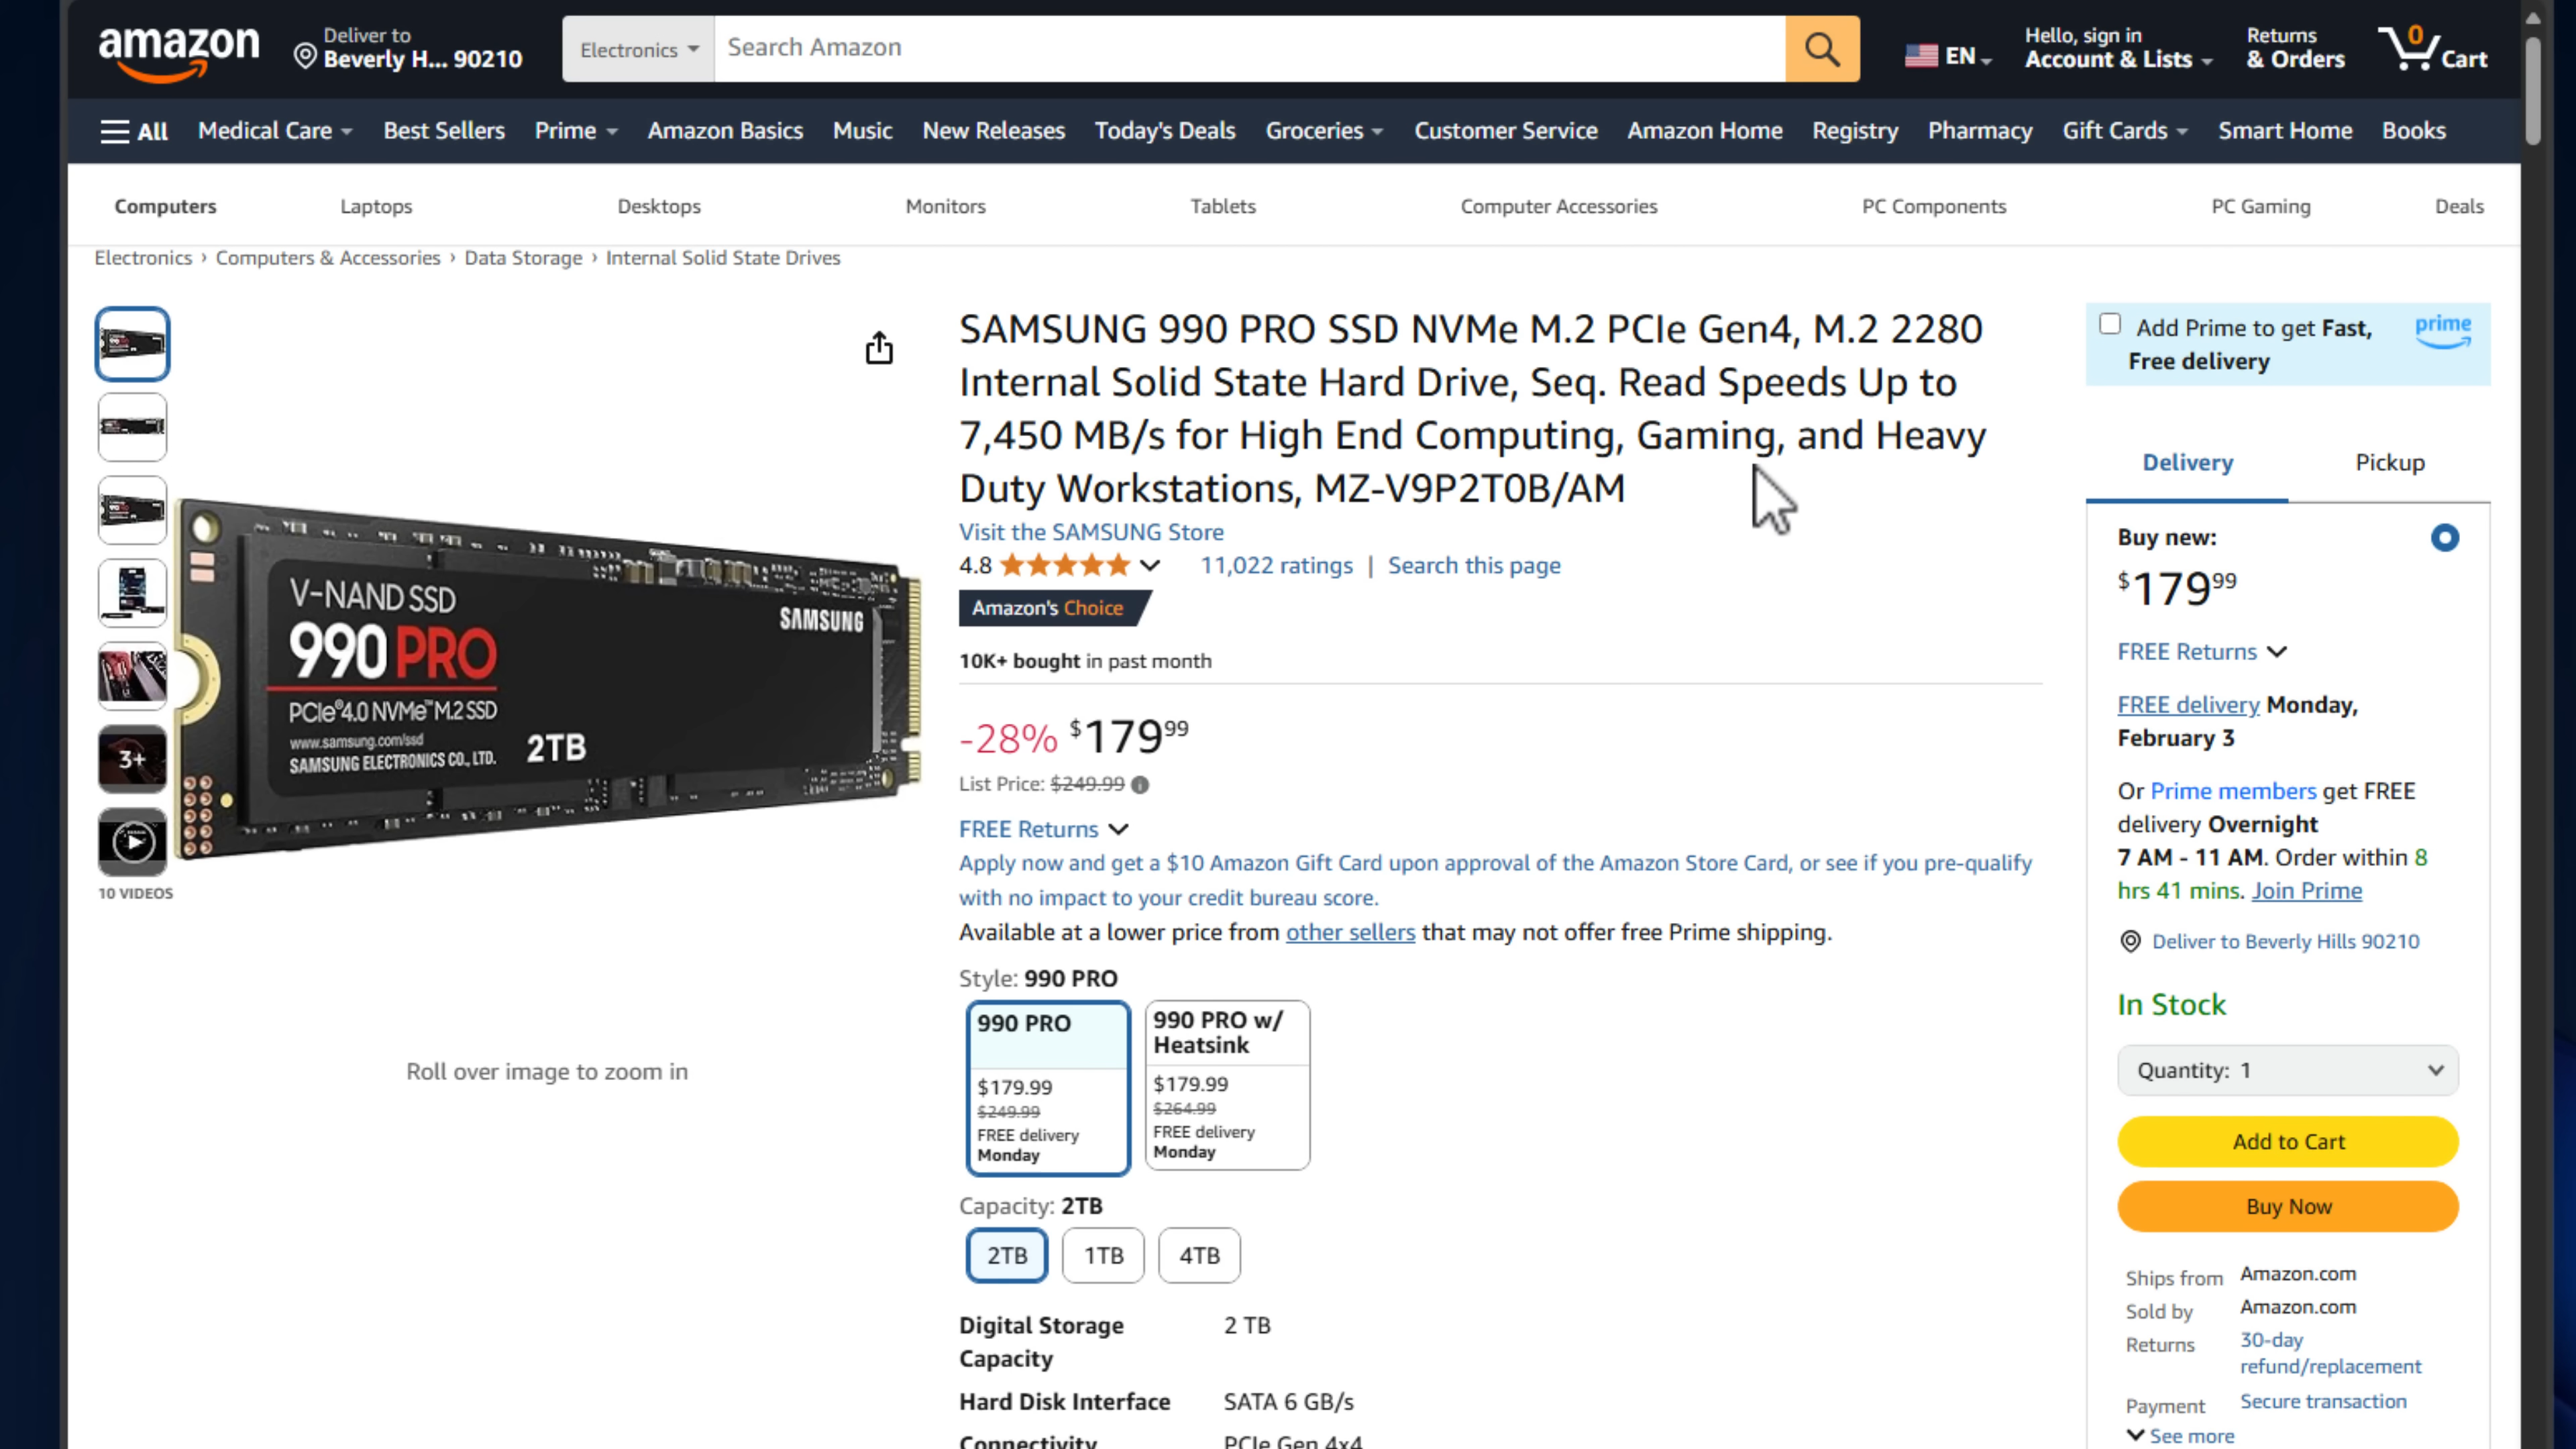 amazon
Deliver to
Beverly H... 90210
Electronics
Search Amazon
EN
Hello, sign in
Account & Lists
Returns
& Orders
0
Cart
All
Medical Care
Best Sellers
Prime
Amazon Basics
Music
New Releases
Today's Deals
Groceries
Customer Service
Amazon Home
Registry
Pharmacy
Gift Cards
Smart Home
Books
Computers
Laptops
Desktops
Monitors
Tablets
Computer Accessories
PC Components
PC Gaming
Deals
Electronics › Computers & Accessories › Data Storage › Internal Solid State Drives
3+
10 VIDEOS
V-NAND SSD
990 PRO
PCIe® 4.0 NVMe™ M.2 SSD
www.samsung.com/ssd
SAMSUNG ELECTRONICS CO., LTD.
2TB
SAMSUNG
Roll over image to zoom in
SAMSUNG 990 PRO SSD NVMe M.2 PCIe Gen4, M.2 2280
Internal Solid State Hard Drive, Seq. Read Speeds Up to
7,450 MB/s for High End Computing, Gaming, and Heavy
Duty Workstations, MZ-V9P2T0B/AM
Visit the SAMSUNG Store
4.8
11,022 ratings | Search this page
Amazon's Choice
10K+ bought in past month
-28% $179 99
List Price: $249.99
FREE Returns
Apply now and get a $10 Amazon Gift Card upon approval of the Amazon Store Card, or see if you pre-qualify
with no impact to your credit bureau score.
Available at a lower price from other sellers that may not offer free Prime shipping.
Style: 990 PRO
990 PRO
$179.99
$249.99
FREE delivery
Monday
990 PRO w/
Heatsink
$179.99
$264.99
FREE delivery
Monday
Capacity: 2TB
2TB
1TB
4TB
Digital Storage
Capacity
2 TB
Hard Disk Interface
SATA 6 GB/s
Connectivity
PCIe Gen 4x4
Add Prime to get Fast,
Free delivery
prime
Delivery
Pickup
Buy new:
$179 99
FREE Returns
FREE delivery Monday,
February 3
Or Prime members get FREE
delivery Overnight
7 AM - 11 AM. Order within 8
hrs 41 mins. Join Prime
Deliver to Beverly Hills 90210
In Stock
Quantity: 1
Add to Cart
Buy Now
Ships from
Amazon.com
Sold by
Amazon.com
Returns
30-day
refund/replacement
Payment
Secure transaction
See more